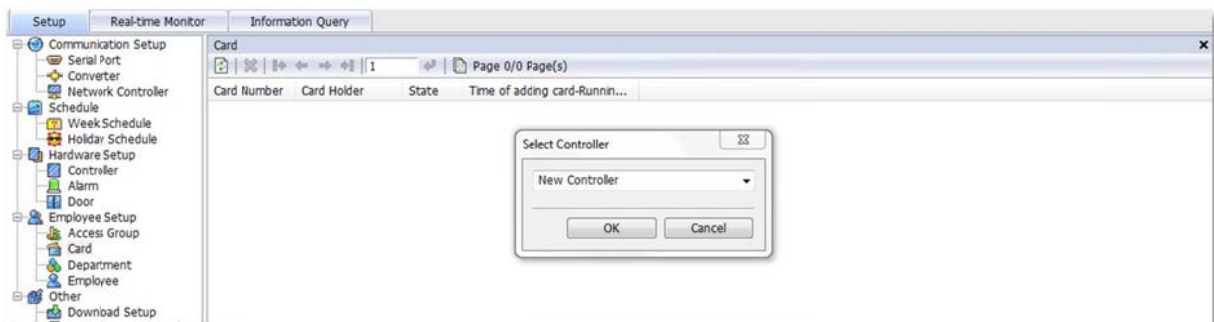 Setup Real-time Monitor Information Query
Communication Setup
Serial Port
Converter
Network Controller
Schedule
Week Schedule
Holiday Schedule
Hardware Setup
Controller
Alarm
Door
Employee Setup
Access Group
Card
Department
Employee
Other
Download Setup
Card
1 Page 0/0 Page(s)
Card Number Card Holder State Time of adding card-Runnin...
Select Controller
New Controller
OK Cancel